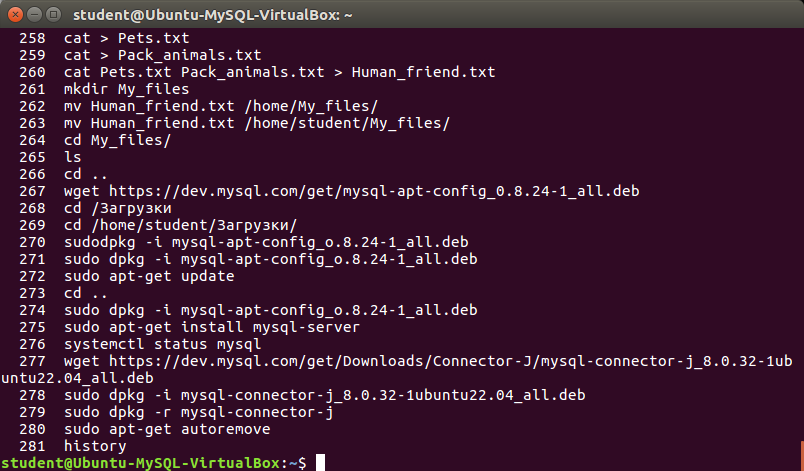 student@Ubuntu-MySQL-VirtualBox: ~
258 cat > Pets.txt
259 cat > Pack_animals.txt
260 cat Pets.txt Pack_animals.txt > Human_friend.txt
261 mkdir My_files
262 mv Human_friend.txt /home/My_files/
263 mv Human_friend.txt /home/student/My_files/
264 cd My_files/
265 ls
266 cd ..
267 wget https://dev.mysql.com/get/mysql-apt-config_0.8.24-1_all.deb
268 cd /Загрузки
269 cd /home/student/Загрузки/
270 sudodpkg -i mysql-apt-config_o.8.24-1_all.deb
271 sudo dpkg -i mysql-apt-config_o.8.24-1_all.deb
272 sudo apt-get update
273 cd ..
274 sudo dpkg -i mysql-apt-config_o.8.24-1_all.deb
275 sudo apt-get install mysql-server
276 systemctl status mysql
277 wget https://dev.mysql.com/get/Downloads/Connector-J/mysql-connector-j_8.0.32-1ub
untu22.04_all.deb
278 sudo dpkg -i mysql-connector-j_8.0.32-1ubuntu22.04_all.deb
279 sudo dpkg -r mysql-connector-j
280 sudo apt-get autoremove
281 history
student@Ubuntu-MySQL-VirtualBox:~$